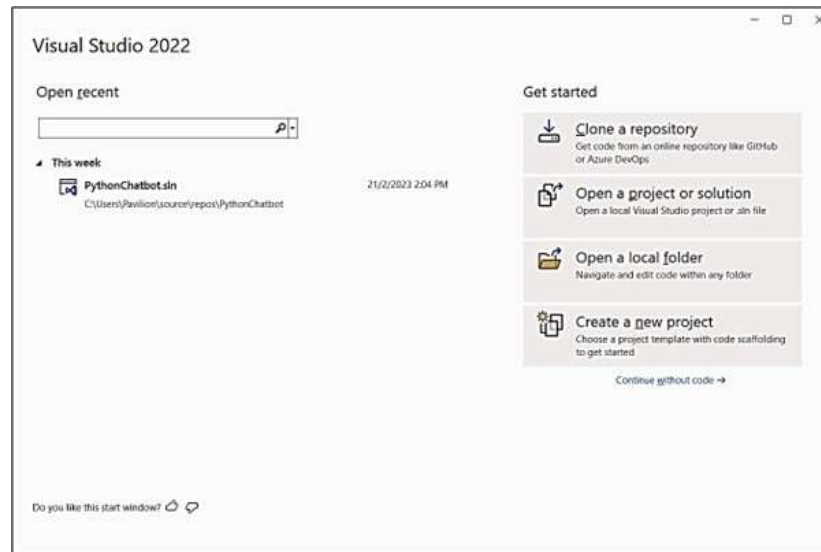 Visual Studio 2022
Open recent
This week
PythonChatbot.sln
21/2/2023 2:04 PM
C:\Users\Pavilion\source\repos\PythonChatbot
Get started
Clone a repository
Get code from an online repository like GitHub
or Azure DevOps
Open a project or solution
Open a local Visual Studio project or .sln file
Open a local folder
Navigate and edit code within any folder
Create a new project
Choose a project template with code scaffolding
to get started
Continue without code →
Do you like this start window?